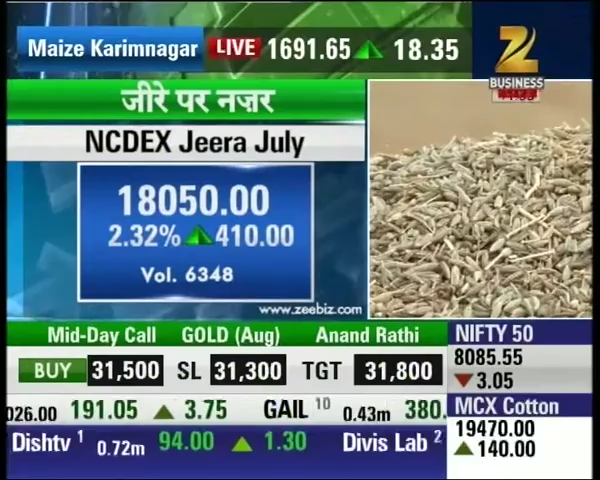 Maize Karimnagar LIVE 1691.65 18.35
Z
BUSINESS
जीरे पर नज़र
NCDEX Jeera July
18050.00
2.32% 410.00
Vol. 6348
www.zeebiz.com
Mid-Day Call GOLD (Aug) Anand Rathi
BUY 31,500 SL 31,300 TGT 31,800
NIFTY 50
8085.55
3.05
MCX Cotton
19470.00
140.00
026.00 191.05 3.75 GAIL 10 0.43m 380.
Dishtv 1 0.72m 94.00 1.30 Divis Lab 2